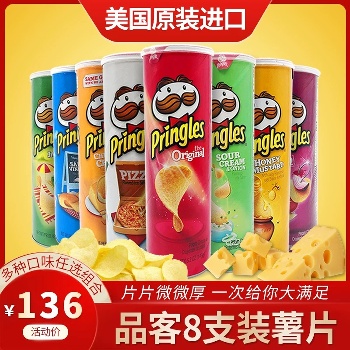 美国原装进口
Pringles
The Original
Pringles
PIZZA
Pringles
SOUR CREAM
& ONION
Pringles
HONEY
MUSTARD
多种口味任选组合
¥136
活动价
片片微微厚 一次给你大满足
品客8支装薯片